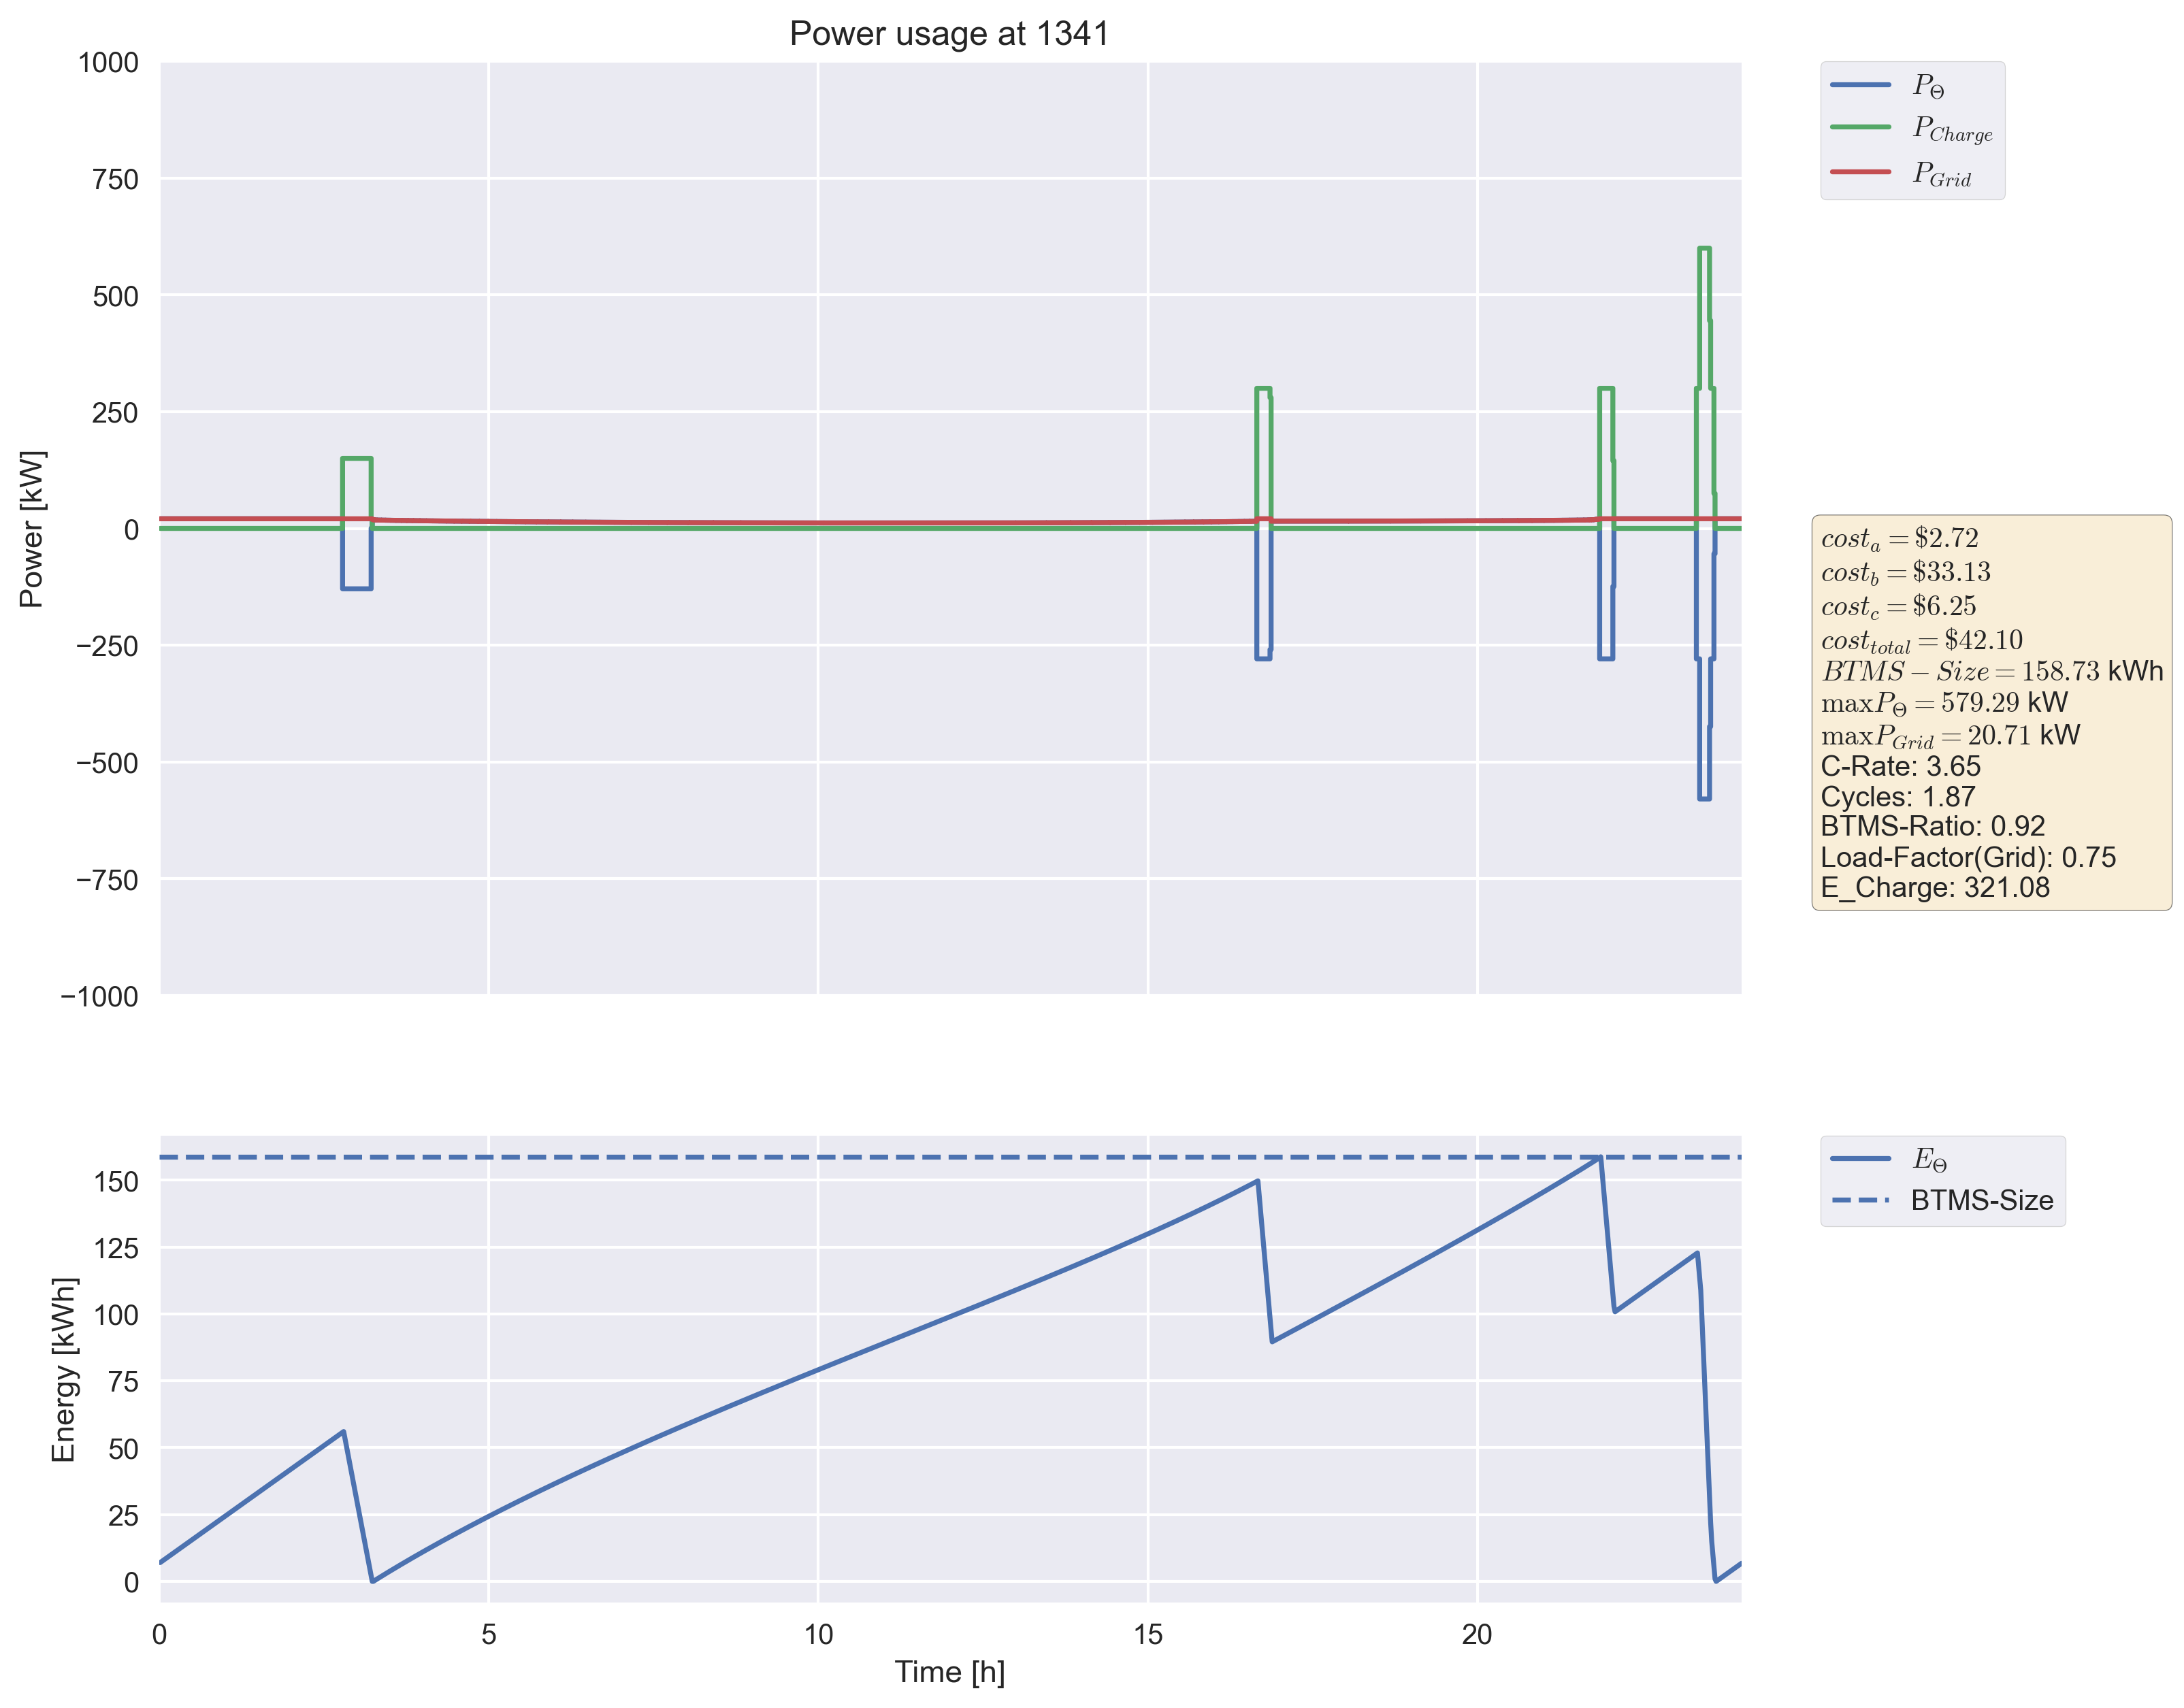 Power usage at 1341
1000
750
500
250
0
−250
−500
−750
−1000
Power [kW]
P_Θ
P_Charge
P_Grid
cost_a = $2.72
cost_b = $33.13
cost_c = $6.25
cost_total = $42.10
BTMS − Size = 158.73 kWh
maxP_Θ = 579.29 kW
maxP_Grid = 20.71 kW
C-Rate: 3.65
Cycles: 1.87
BTMS-Ratio: 0.92
Load-Factor(Grid): 0.75
E_Charge: 321.08
150
125
100
75
50
25
0
Energy [kWh]
E_Θ
BTMS-Size
0 5 10 15 20
Time [h]